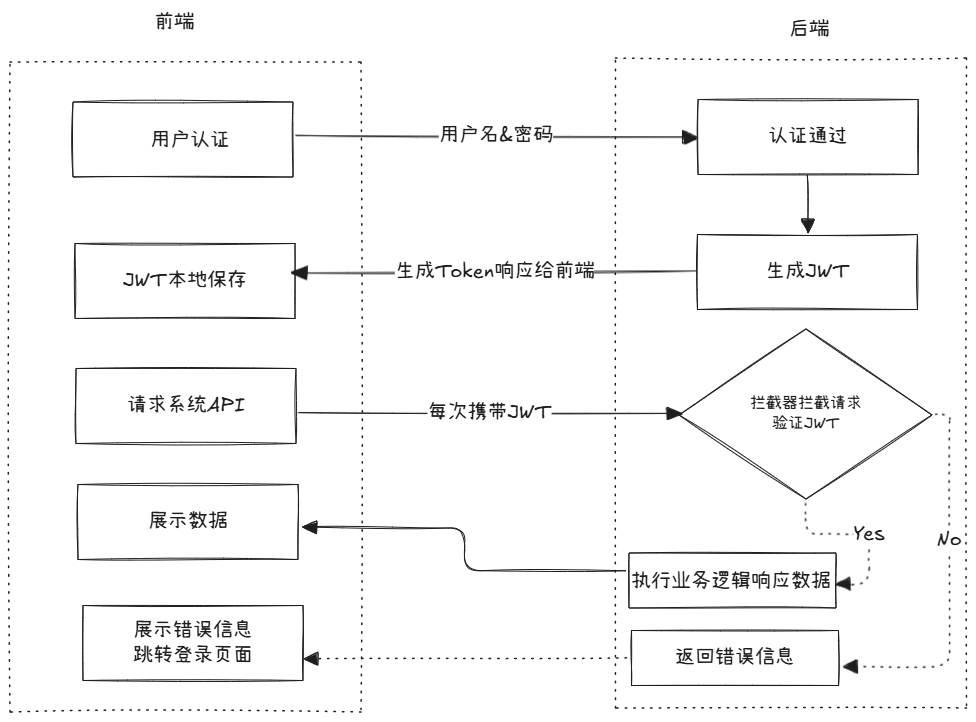 前端
后端
用户认证
用户名&密码
认证通过
JWT本地保存
生成Token响应给前端
生成JWT
请求系统API
每次携带JWT
拦截器拦截请求
验证JWT
展示数据
Yes
No
执行业务逻辑响应数据
展示错误信息
跳转登录页面
返回错误信息